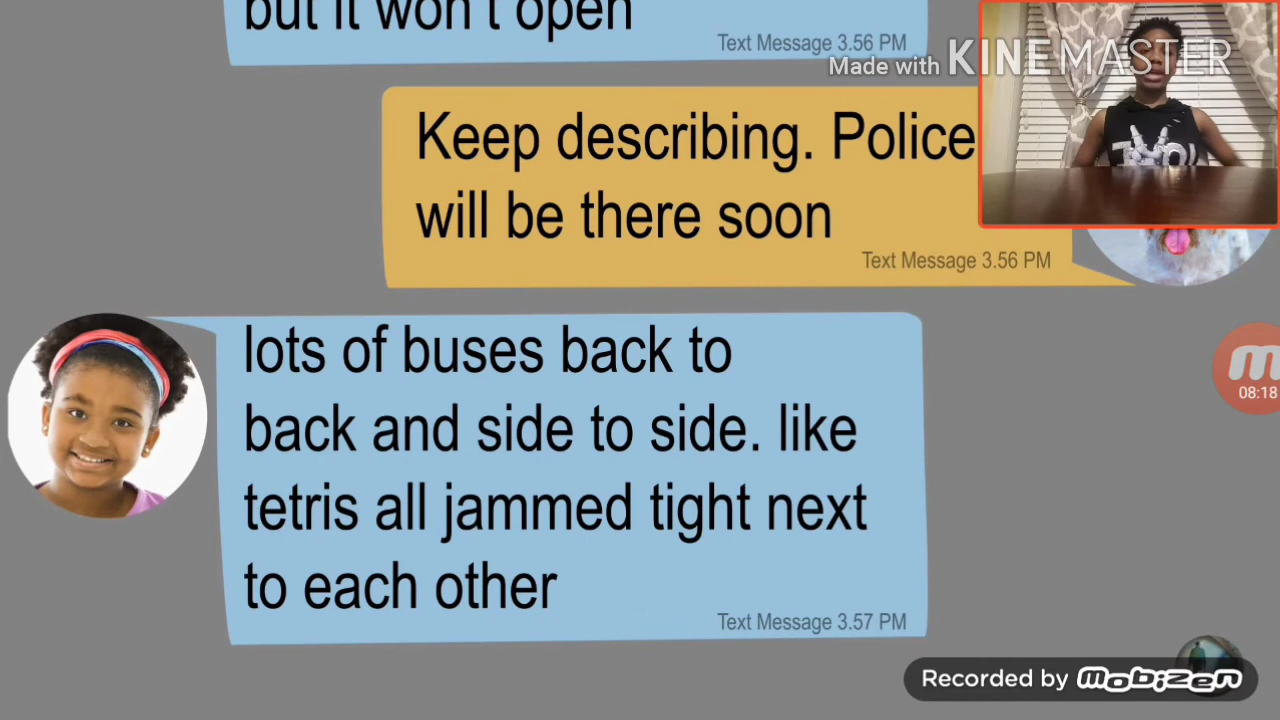 but it won't open
Text Message 3.56 PM
Made with KINEMASTER
Keep describing. Police
will be there soon
Text Message 3.56 PM
lots of buses back to
back and side to side. like
tetris all jammed tight next
to each other
Text Message 3.57 PM
08:18
Recorded by mobizen